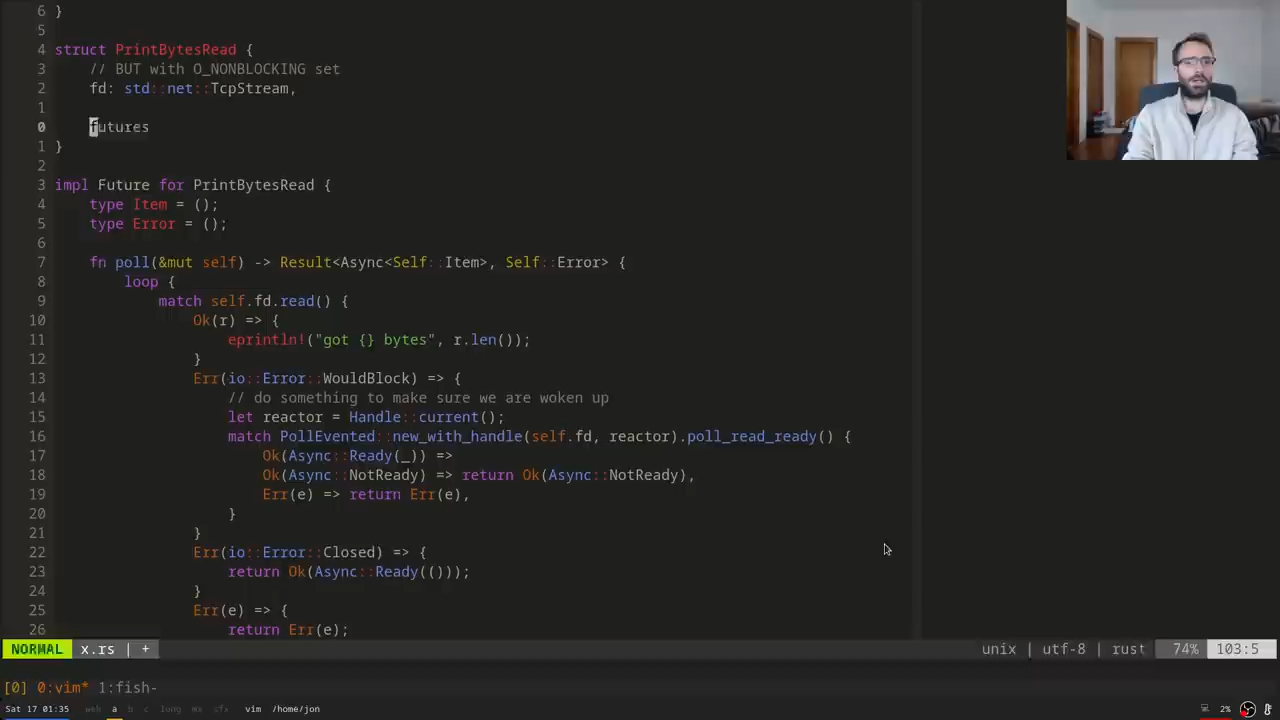 6 }
5
4 struct PrintBytesRead {
3     // BUT with O_NONBLOCKING set
2     fd: std::net::TcpStream,
1
0     futures
1 }
2
3 impl Future for PrintBytesRead {
4     type Item = ();
5     type Error = ();
6
7     fn poll(&mut self) -> Result<Async<Self::Item>, Self::Error> {
8         loop {
9             match self.fd.read() {
10                 Ok(r) => {
11                     eprintln!("got {} bytes", r.len());
12                 }
13                 Err(io::Error::WouldBlock) => {
14                     // do something to make sure we are woken up
15                     let reactor = Handle::current();
16                     match PollEvented::new_with_handle(self.fd, reactor).poll_read_ready() {
17                         Ok(Async::Ready(_)) =>
18                         Ok(Async::NotReady) => return Ok(Async::NotReady),
19                         Err(e) => return Err(e),
20                     }
21                 }
22                 Err(io::Error::Closed) => {
23                     return Ok(Async::Ready(()));
24                 }
25                 Err(e) => {
26                     return Err(e);
NORMAL x.rs | + unix | utf-8 | rust 74% 103:5
[0] 0:vim* 1:fish-
Sat 17 01:35 web a b c lung mx cfx vim /home/jon 2%